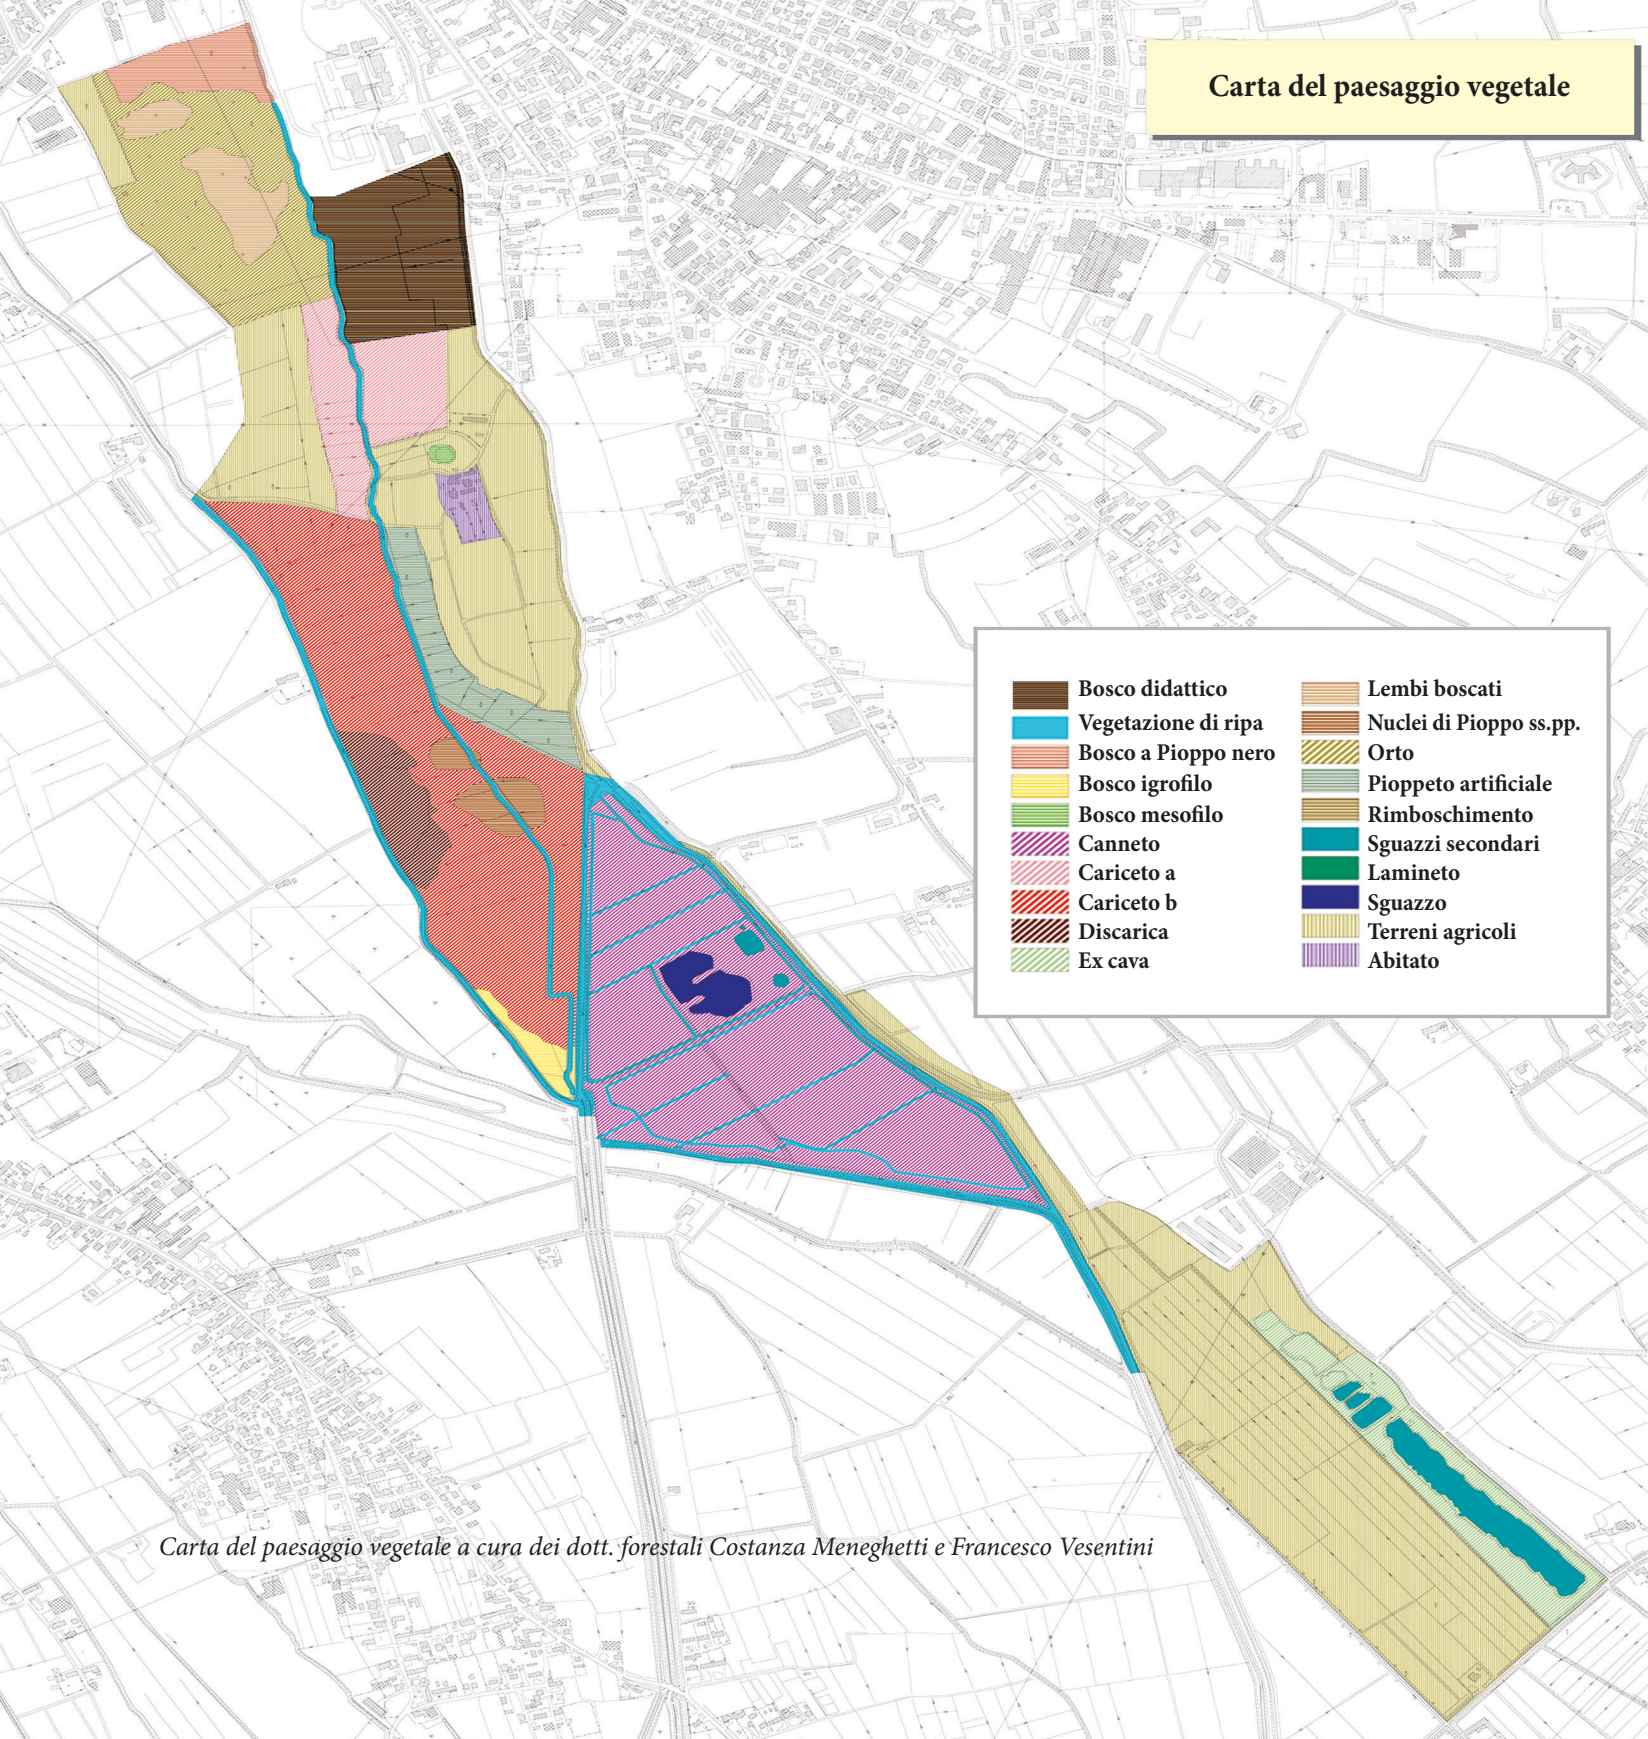 Carta del paesaggio vegetale
Bosco didattico
Vegetazione di ripa
Bosco a Pioppo nero
Bosco igrofilo
Bosco mesofilo
Canneto
Cariceto a
Cariceto b
Discarica
Ex cava
Lembi boscati
Nuclei di Pioppo ss.pp.
Orto
Pioppeto artificiale
Rimboschimento
Sguazzi secondari
Lamineto
Sguazzo
Terreni agricoli
Abitato
Carta del paesaggio vegetale a cura dei dott. forestali Costanza Meneghetti e Francesco Vesentini